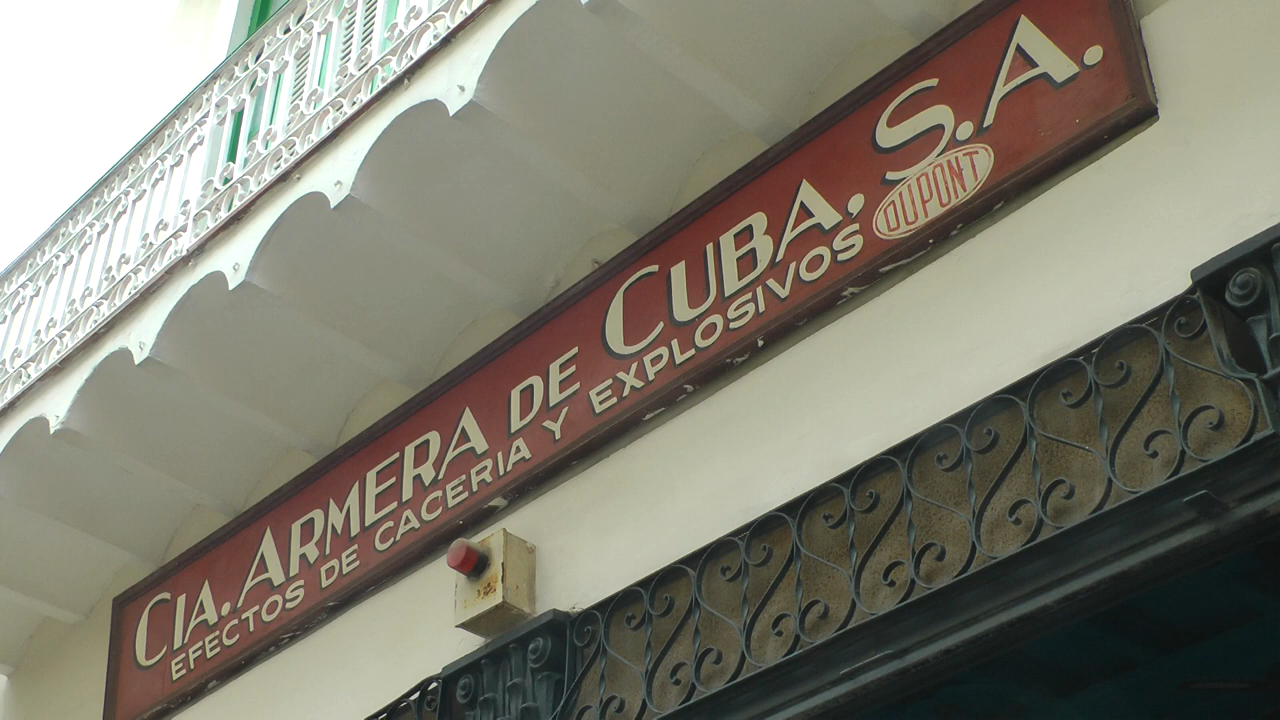 CIA. ARMERA DE CUBA, S.A.
EFECTOS DE CACERIA Y EXPLOSIVOS DUPONT